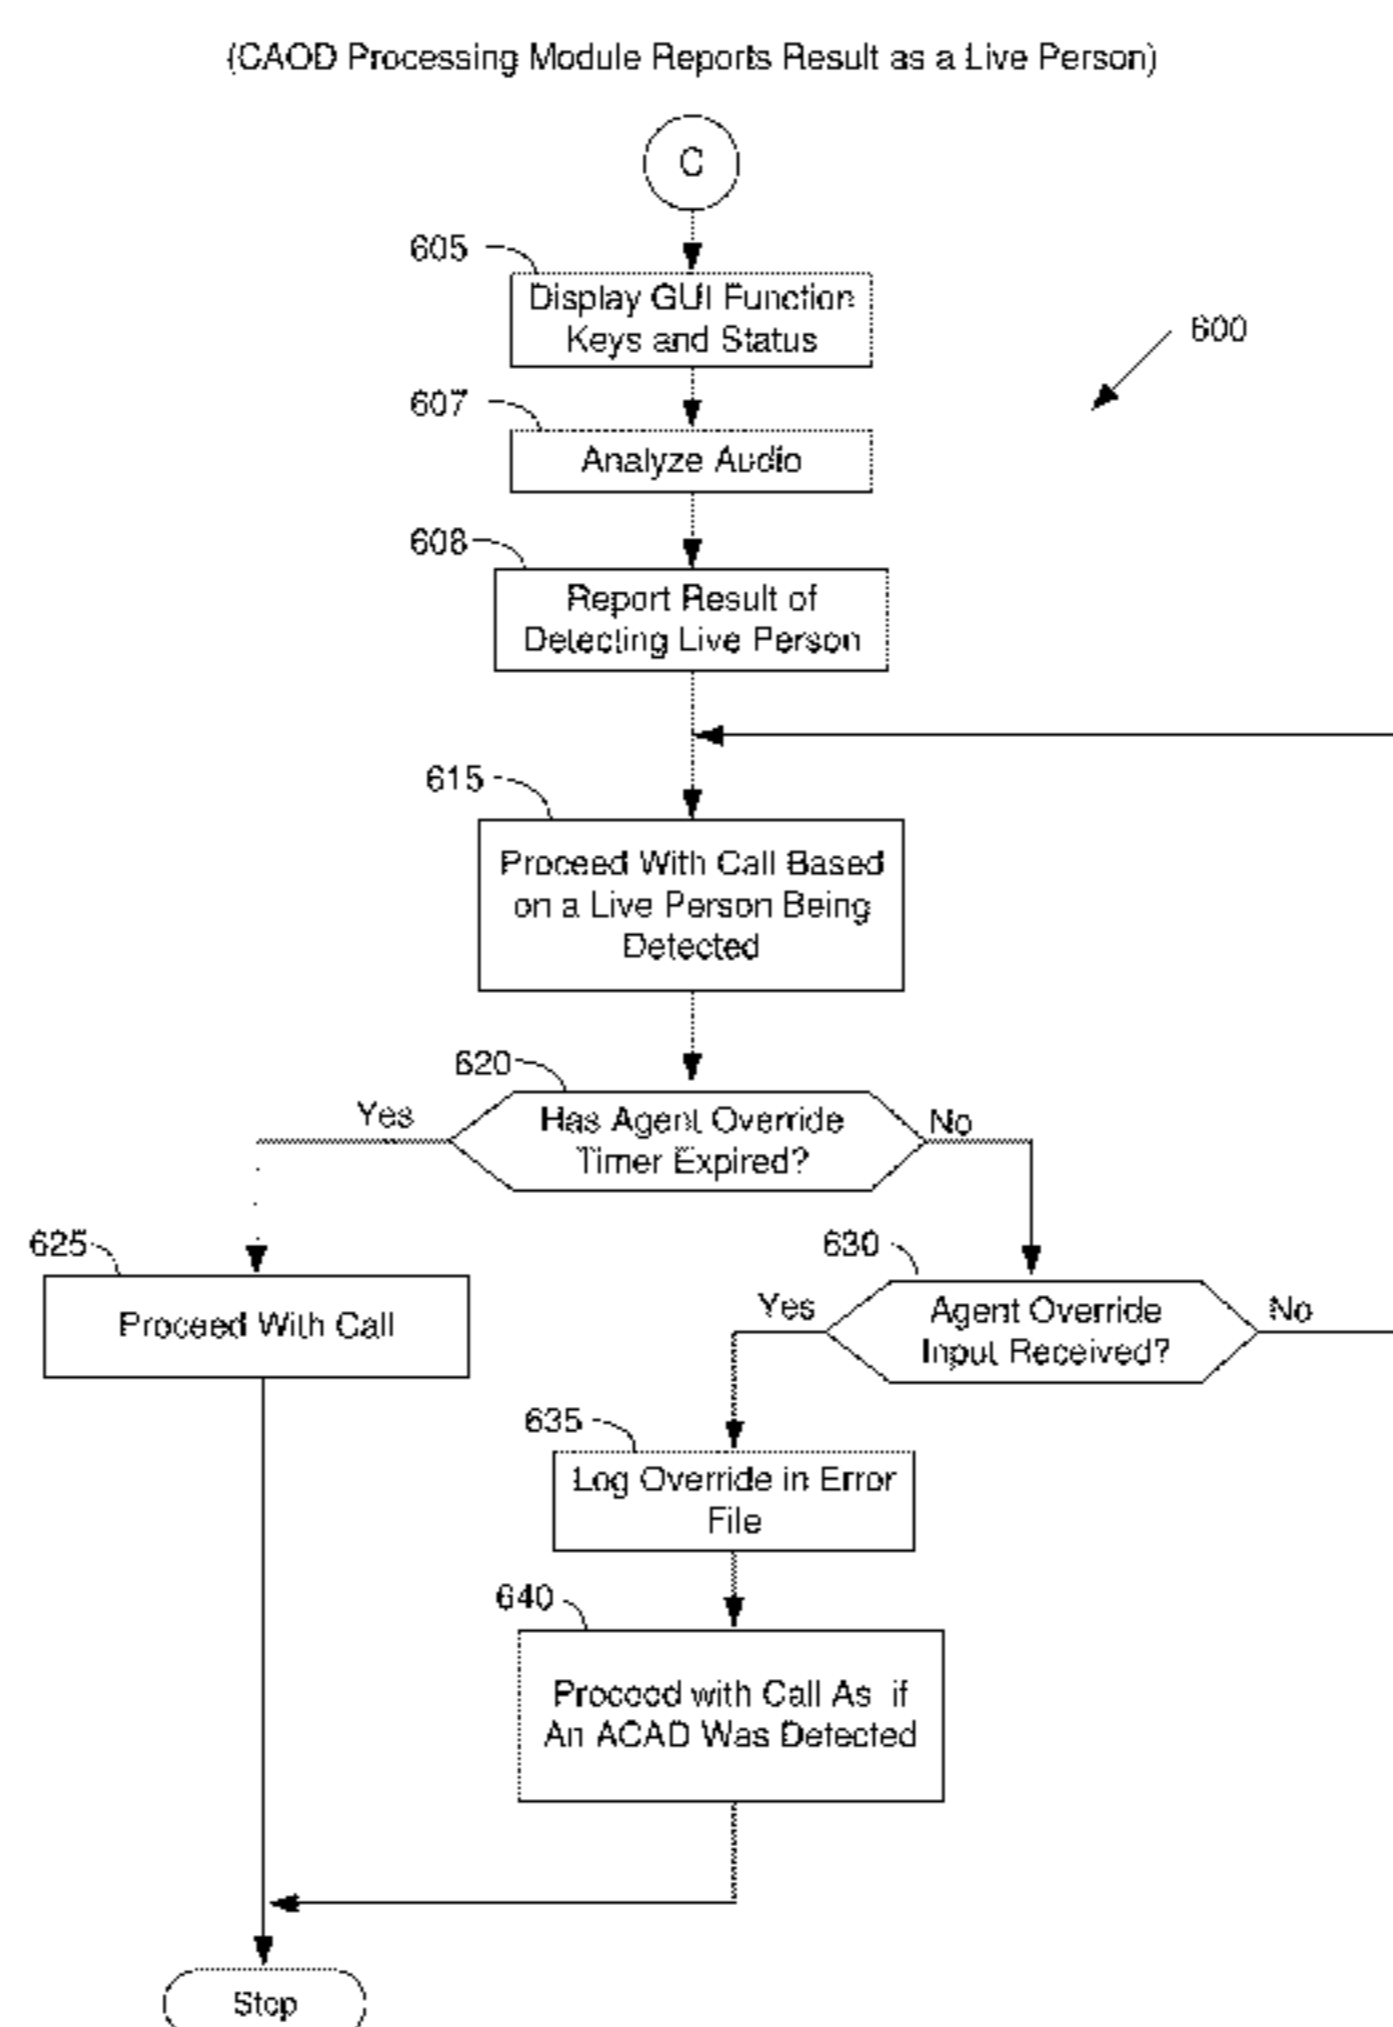 (CAOD Processing Module Reports Result as a Live Person)
C
605
Display GUI Function
Keys and Status
600
607
Analyze Audio
608
Report Result of
Detecting Live Person
615
Proceed With Call Based
on a Live Person Being
Detected
620
Yes
Has Agent Override
Timer Expired?
No
625
Proceed With Call
630
Yes
Agent Override
Input Received?
No
635
Log Override in Error
File
640
Proceed with Call As if
An ACAD Was Detected
Stop